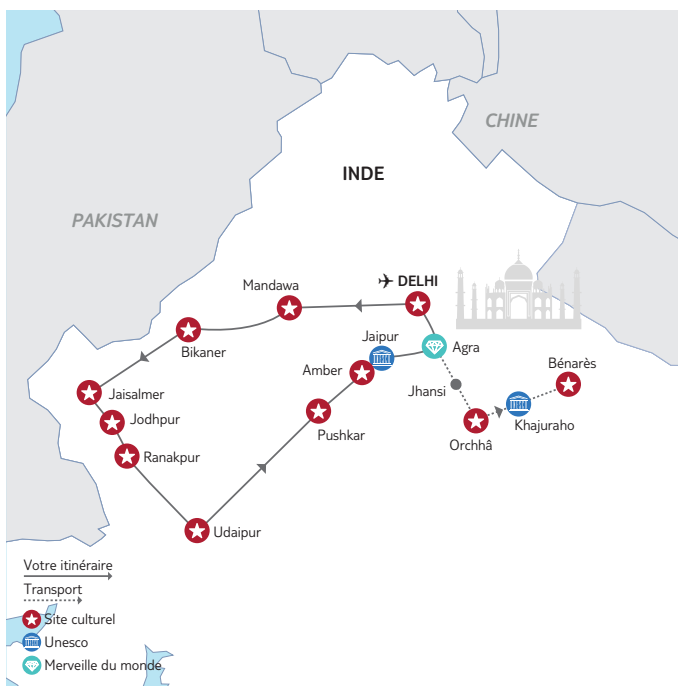 CHINE
INDE
PAKISTAN
DELHI
Mandawa
Jaipur
Bikaner
Agra
Amber
Bénarès
Jaisalmer
Jhansi
Jodhpur
Khajuraho
Pushkar
Orchhâ
Ranakpur
Udaipur
Votre itinéraire
Transport
Site culturel
Unesco
Merveille du monde